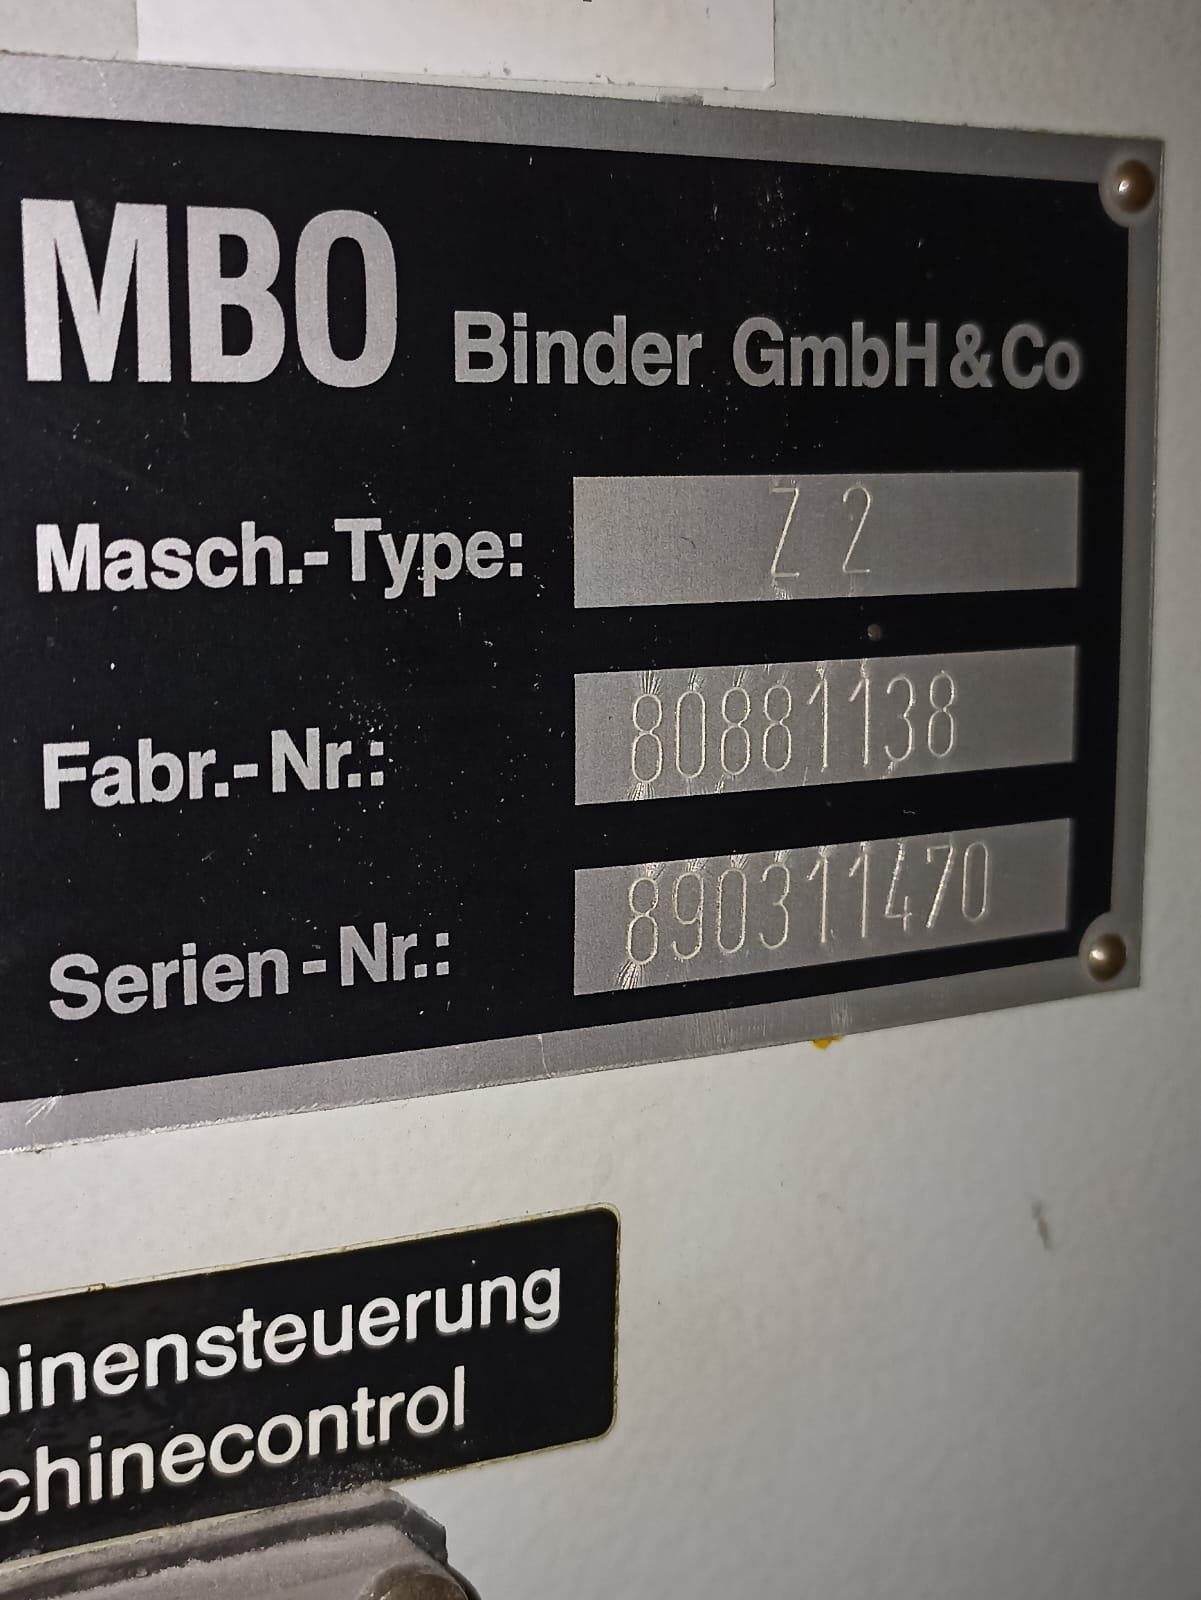 MBO Binder GmbH & Co
Masch.-Type: Z 2
Fabr.-Nr.: 80881138
Serien-Nr.: 890311470
inensteuerung
chinecontrol